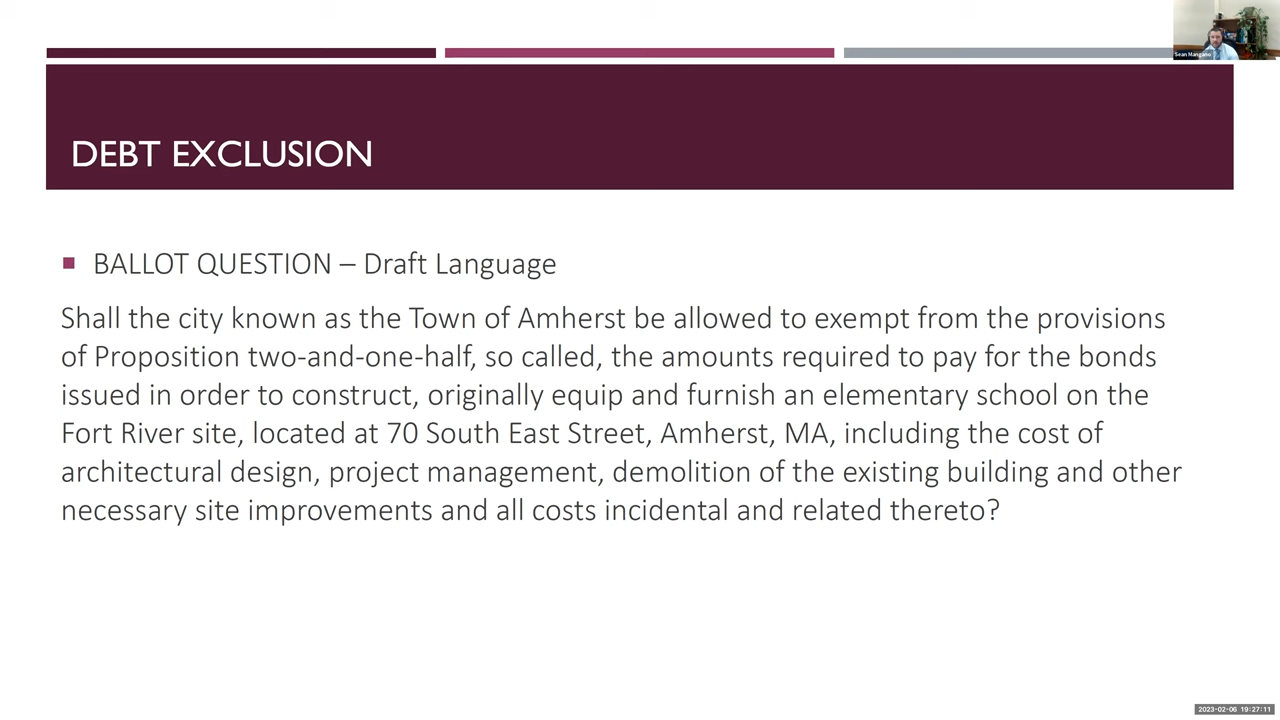 Sean Mangano
DEBT EXCLUSION
BALLOT QUESTION – Draft Language
Shall the city known as the Town of Amherst be allowed to exempt from the provisions
of Proposition two-and-one-half, so called, the amounts required to pay for the bonds
issued in order to construct, originally equip and furnish an elementary school on the
Fort River site, located at 70 South East Street, Amherst, MA, including the cost of
architectural design, project management, demolition of the existing building and other
necessary site improvements and all costs incidental and related thereto?
2023-02-06 19:27:11